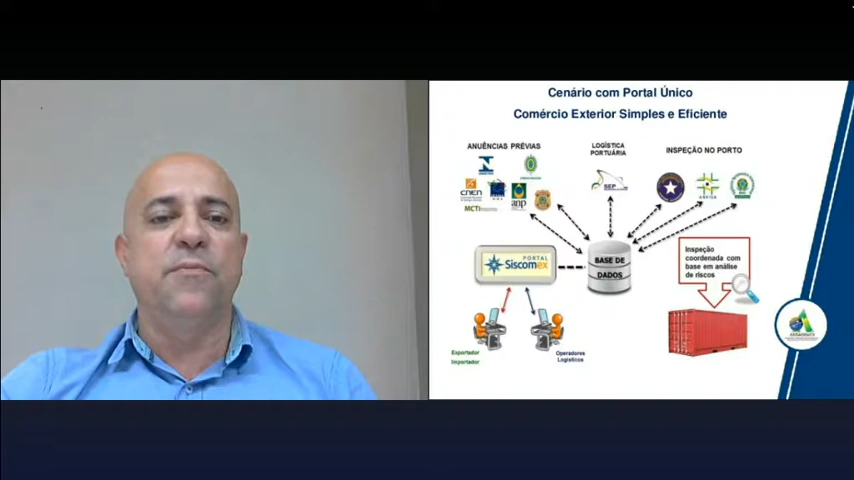 Cenário com Portal Único
Comércio Exterior Simples e Eficiente
ANUÊNCIAS PRÉVIAS
LOGÍSTICA
PORTUÁRIA
INSPEÇÃO NO PORTO
CNEN
anp
MCTI
SEP
PORTAL
Siscomex
BASE DE
DADOS
Inspeção
coordenada com
base em análise
de riscos
Exportador
Importador
Operadores
Logísticos